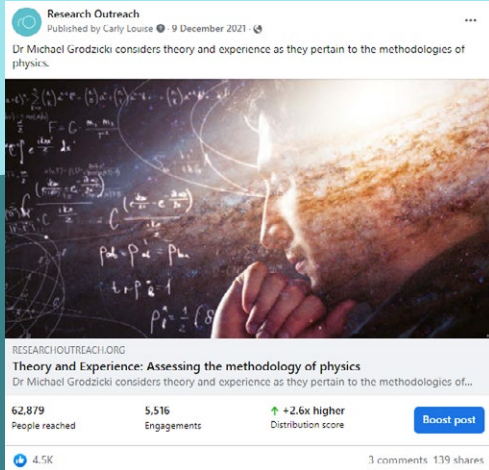 Research Outreach
Published by Carly Louise · 9 December 2021 ·
Dr Michael Grodzicki considers theory and experience as they pertain to the methodologies of
physics.
F=G·
RESEARCHOUTREACH.ORG
Theory and Experience: Assessing the methodology of physics
Dr Michael Grodzicki considers theory and experience as they pertain to the methodologies of...
62,879
5,516
↑ +2.6x higher
People reached
Engagements
Distribution score
Boost post
4.5K
3 comments 139 shares